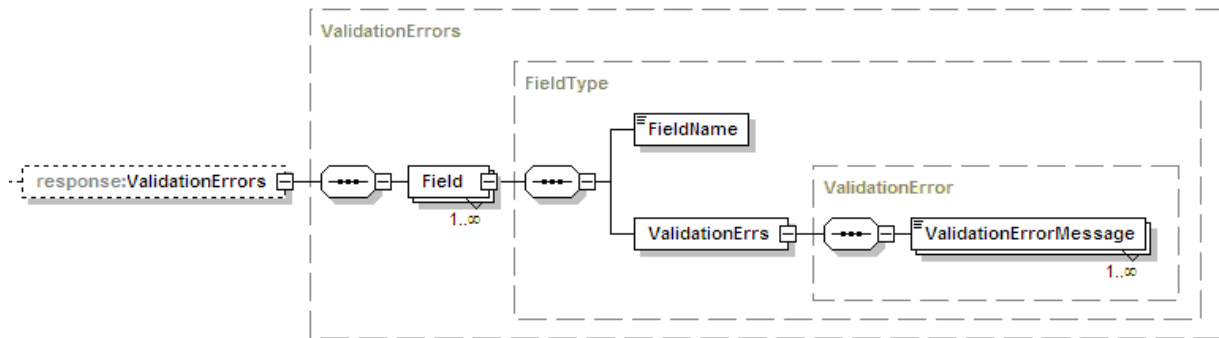 ValidationErrors
FieldType
FieldName
response:ValidationErrors
Field
1..∞
ValidationError
ValidationErrs
ValidationErrorMessage
1..∞